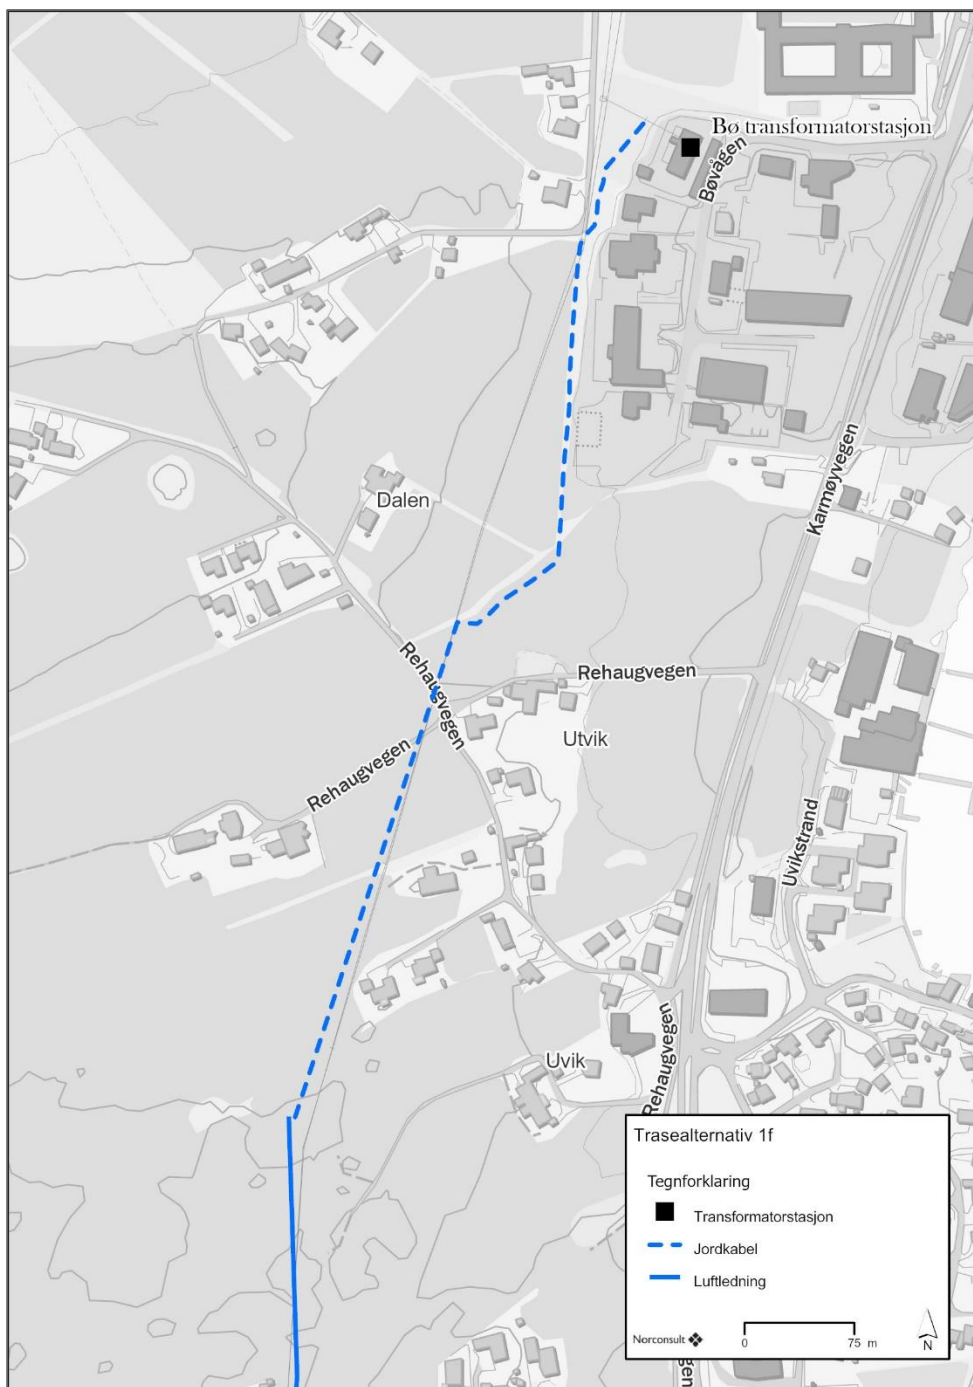 Bø transformatorstasjon
Bøvågen
Karmøyvegen
Dalen
Rehaugvegen
Rehaugvegen
Utvik
Rehaugvegen
Uvikstrand
Uvik
Rehaugvegen
Trasealternativ 1f
Tegnforklaring
Transformatorstasjon
Jordkabel
Luftledning
Norconsult
0 75 m
N
gen